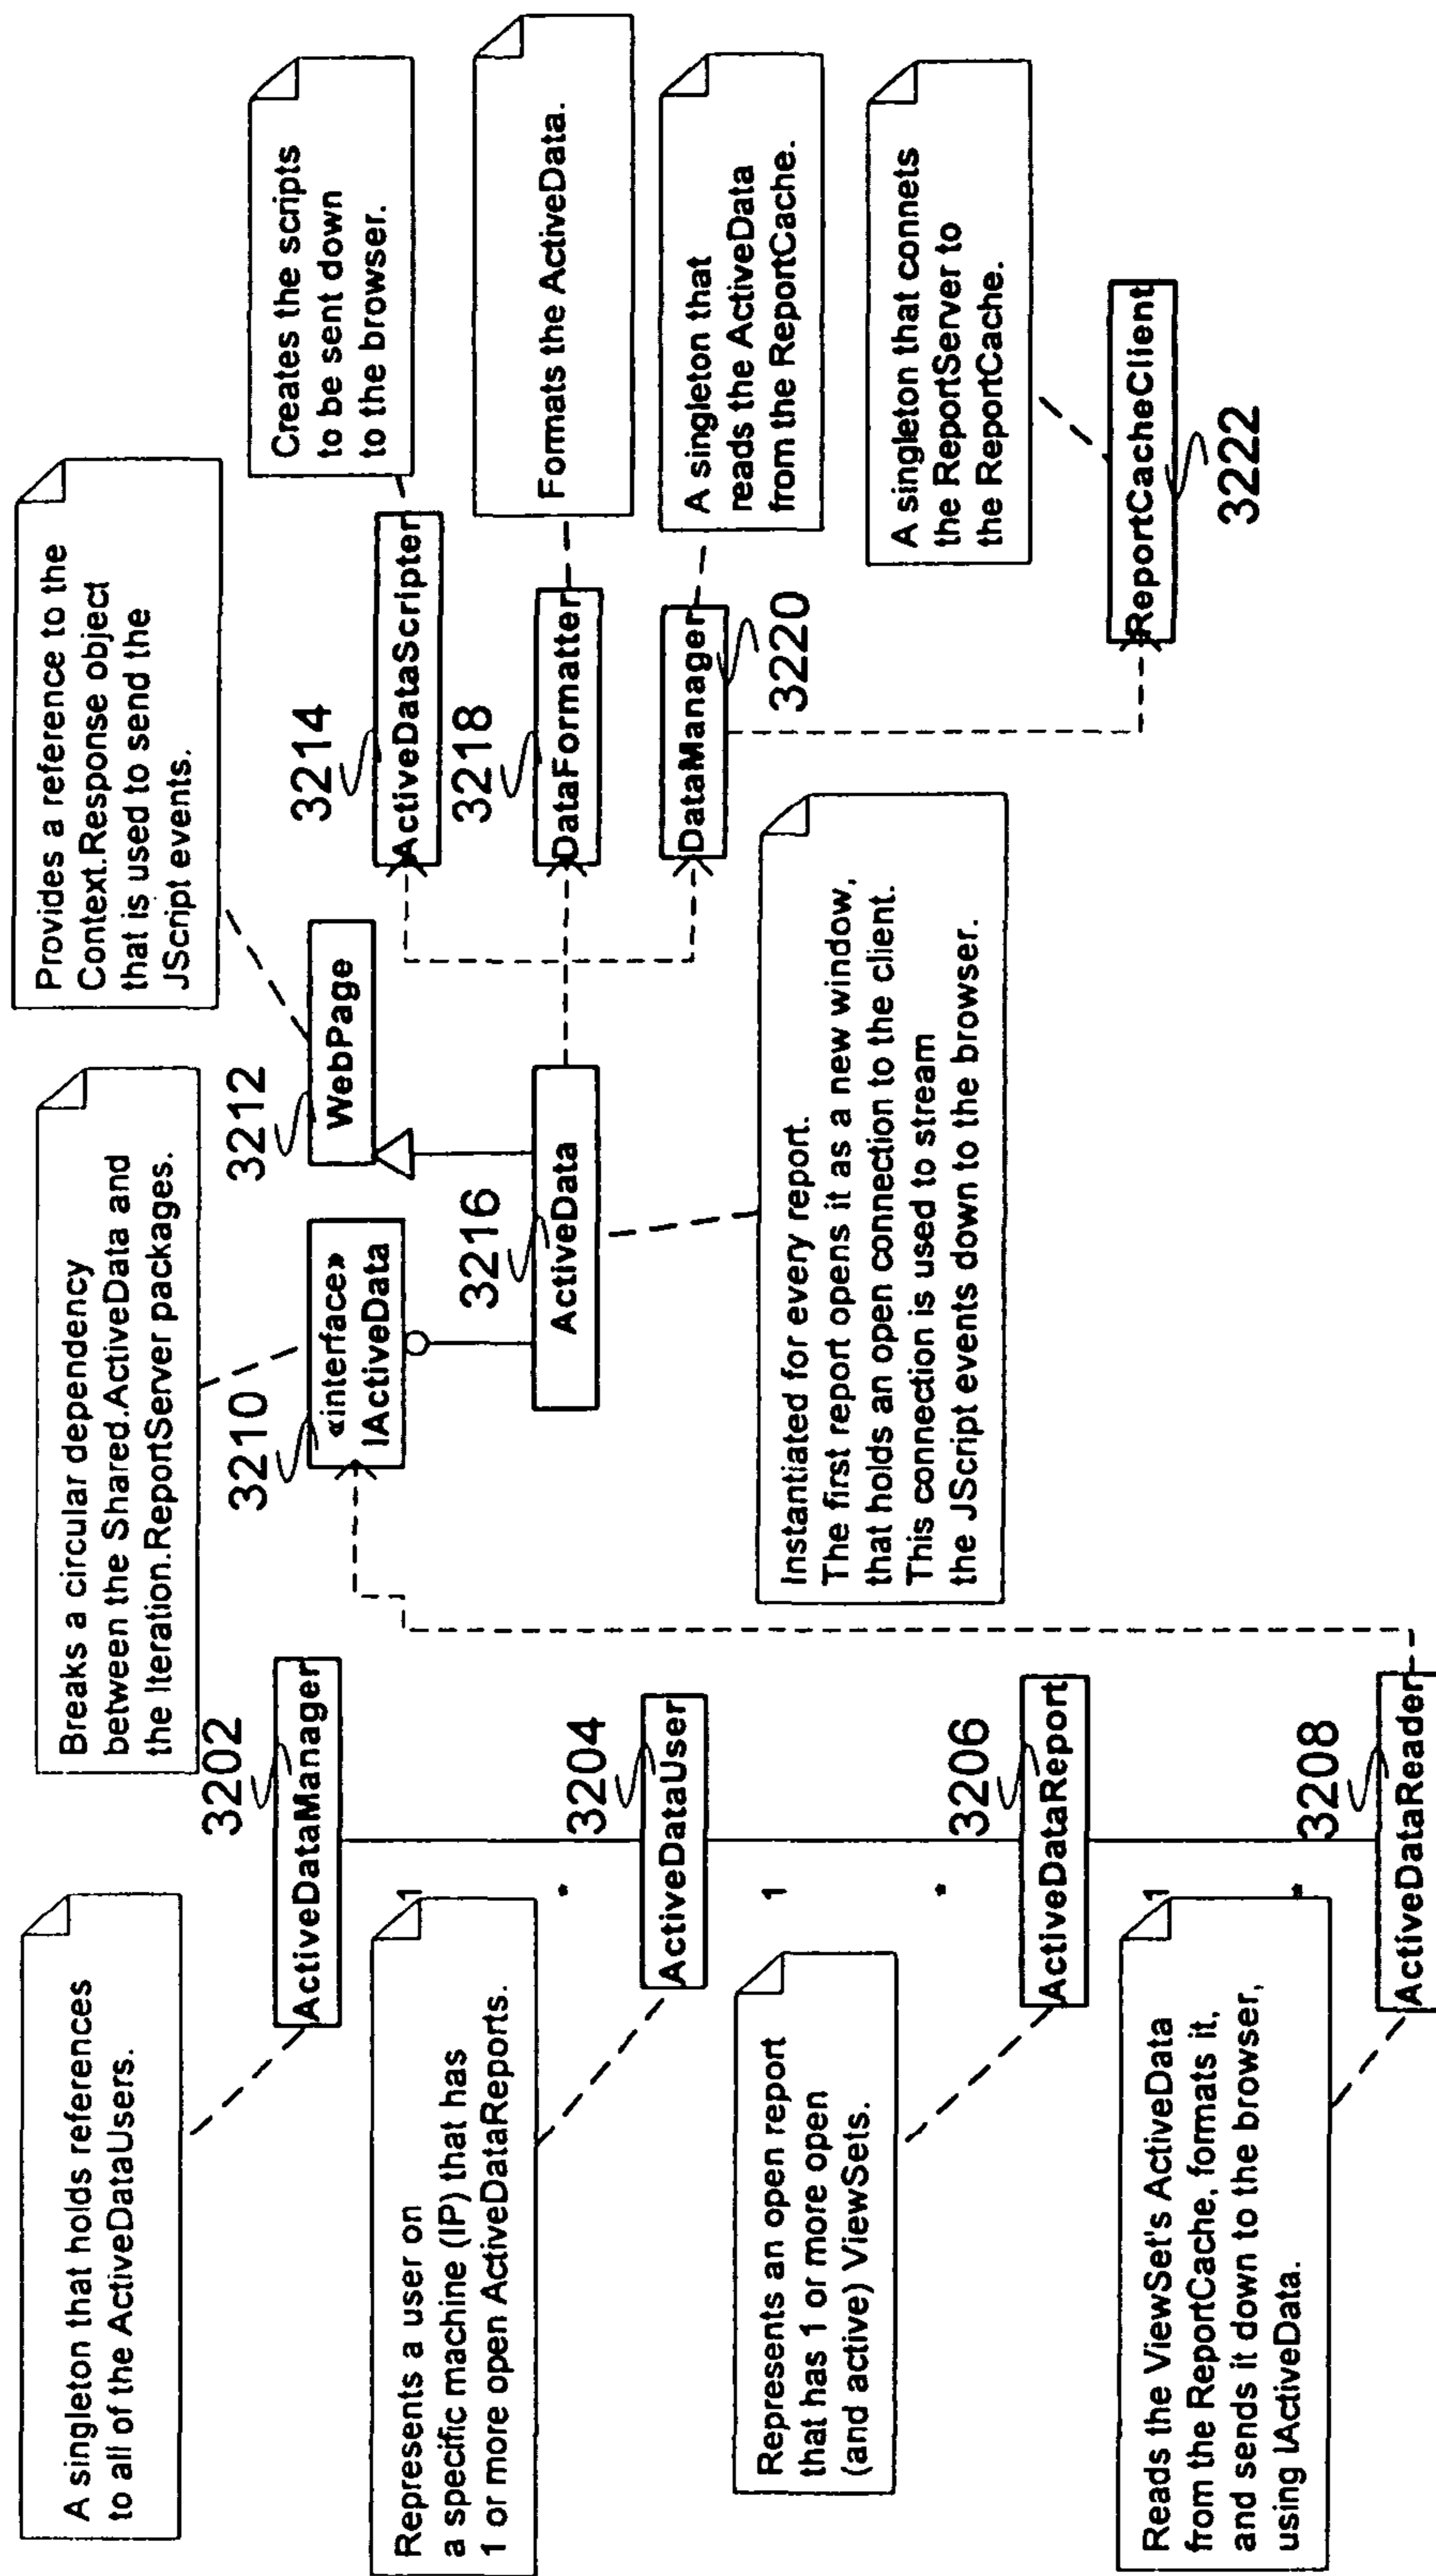 A singleton that holds references
to all of the ActiveDataUsers.
3202
ActiveDataManager
1
*
Represents a user on
a specific machine (IP) that has
1 or more open ActiveDataReports.
3204
ActiveDataUser
1
*
Represents an open report
that has 1 or more open
(and active) ViewSets.
3206
ActiveDataReport
1
*
Reads the ViewSet's ActiveData
from the ReportCache, formats it,
and sends it down to the browser,
using IActiveData.
3208
ActiveDataReader
Breaks a circular dependency
between the Shared.ActiveData and
the Iteration.ReportServer packages.
3210
«interface»
IActiveData
Provides a reference to the
Context.Response object
that is used to send the
JScript events.
3212
WebPage
3216
ActiveData
Instantiated for every report.
The first report opens it as a new window,
that holds an open connection to the client.
This connection is used to stream
the JScript events down to the browser.
Creates the scripts
to be sent down
to the browser.
3214
ActiveDataScripter
Formats the ActiveData.
3218
DataFormatter
A singleton that
reads the ActiveData
from the ReportCache.
DataManager
3220
A singleton that connets
the ReportServer to
the ReportCache.
ReportCacheClient
3222